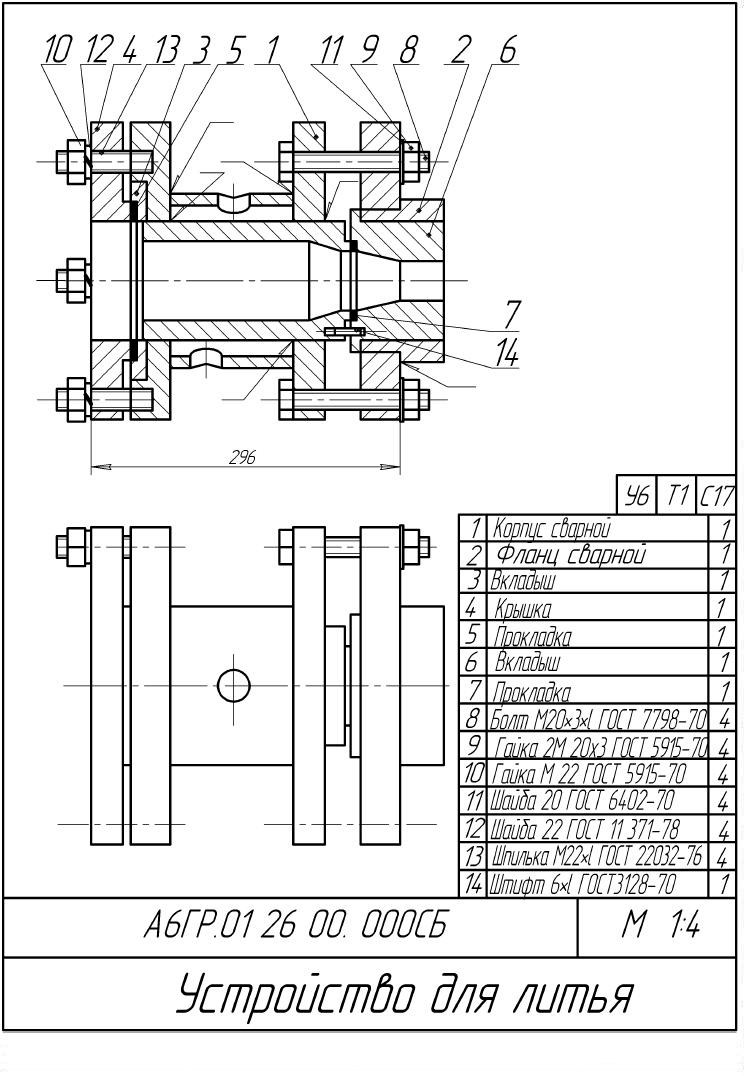 10 12 4 13 3 5 1 11 9 8 2 6
7
14
296
У6 Т1 С17
1 Корпус сварной 1
2 Фланц сварной 1
3 Вкладыш 1
4 Крышка 1
5 Прокладка 1
6 Вкладыш 1
7 Прокладка 1
8 Болт М20×3×l ГОСТ 7798-70 4
9 Гайка 2М 20х3 ГОСТ 5915-70 4
10 Гайка М 22 ГОСТ 5915-70 4
11 Шайба 20 ГОСТ 6402-70 4
12 Шайба 22 ГОСТ 11 371-78 4
13 Шпилька М22×l ГОСТ 22032-76 4
14 Штифт 6×l ГОСТ3128-70 1
А6ГР.01 26 00. 000СБ М 1:4
Устройство для литья